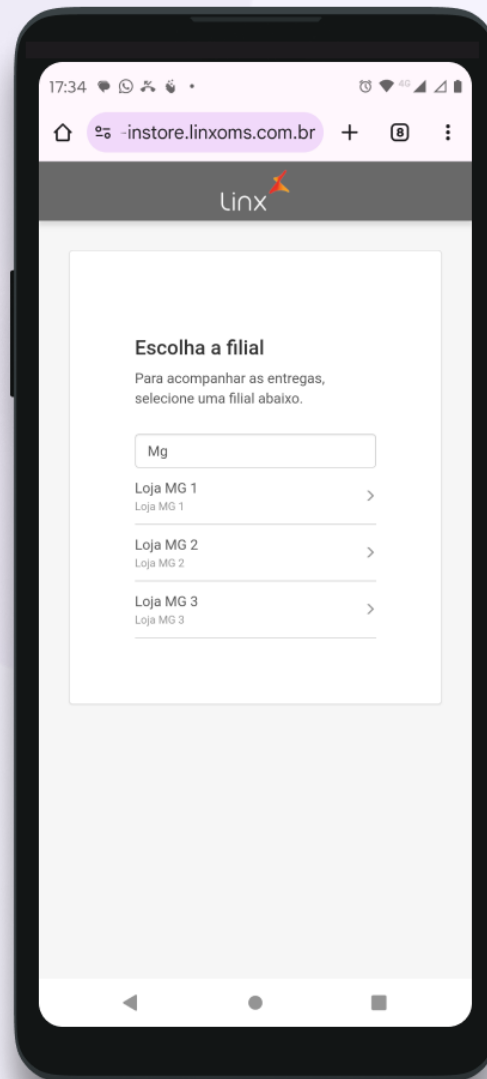 17:34
4G
-instore.linxoms.com.br
8
Linx
Escolha a filial
Para acompanhar as entregas,
selecione uma filial abaixo.
Mg
Loja MG 1
Loja MG 1
Loja MG 2
Loja MG 2
Loja MG 3
Loja MG 3